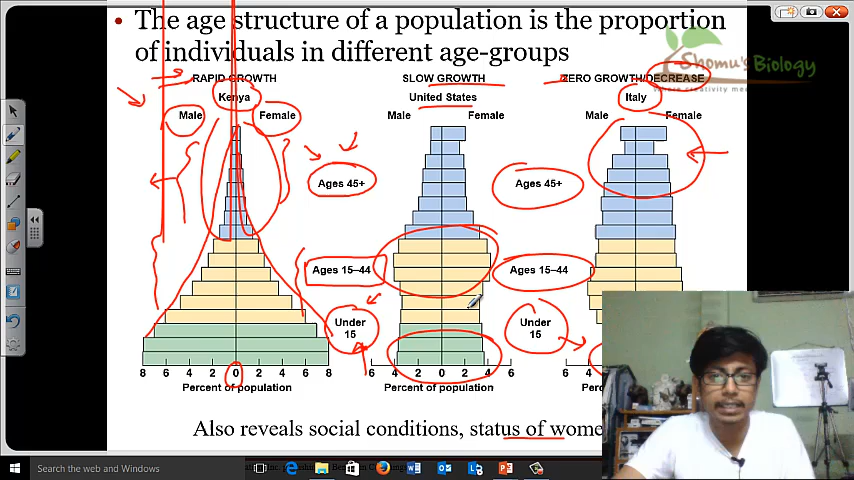 • The age structure of a population is the proportion
of individuals in different age-groups
Shomu's Biology
RAPID GROWTH SLOW GROWTH ZERO GROWTH/DECREASE
Kenya United States Italy
Male Female Male Female Male Female
Ages 45+ Ages 45+
Ages 15–44 Ages 15–44
Under Under
15 15
8 6 4 2 0 2 4 6 8 6 4 2 0 2 4 6 6 4
Percent of population Percent of population
Also reveals social conditions, status of wome
Search the web and Windows